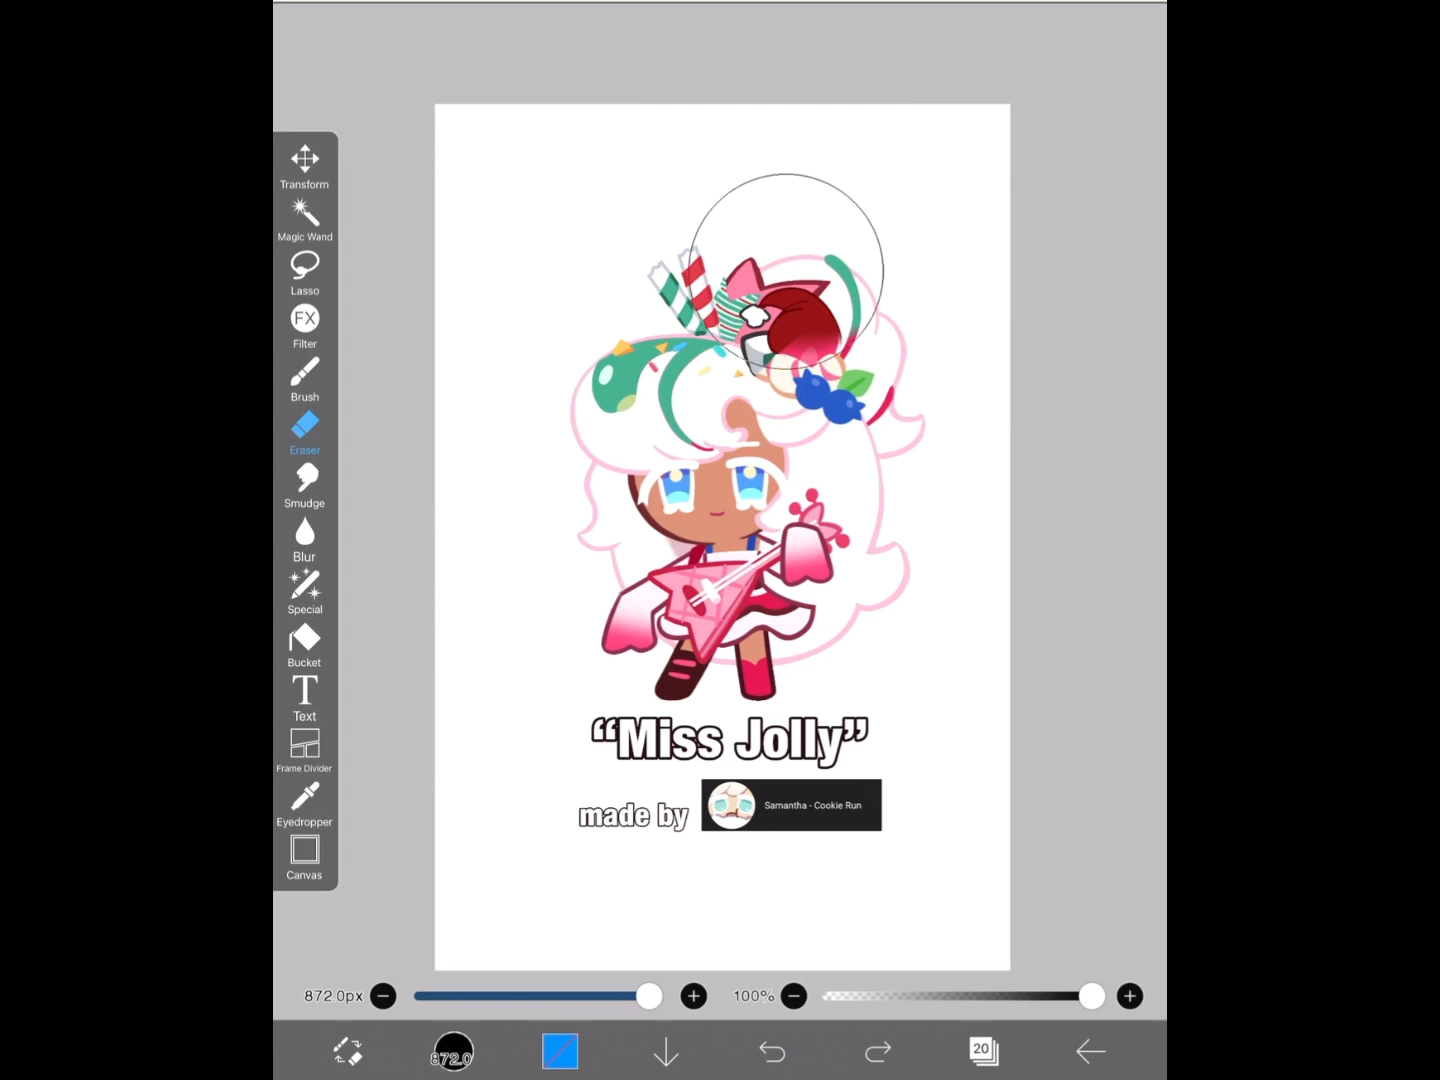 Transform
Magic Wand
Lasso
FX
Filter
Brush
Eraser
Smudge
Blur
Special
Bucket
T
Text
Frame Divider
Eyedropper
Canvas
“Miss Jolly”
made by
Samantha - Cookie Run
872.0px
100%
872.0
20